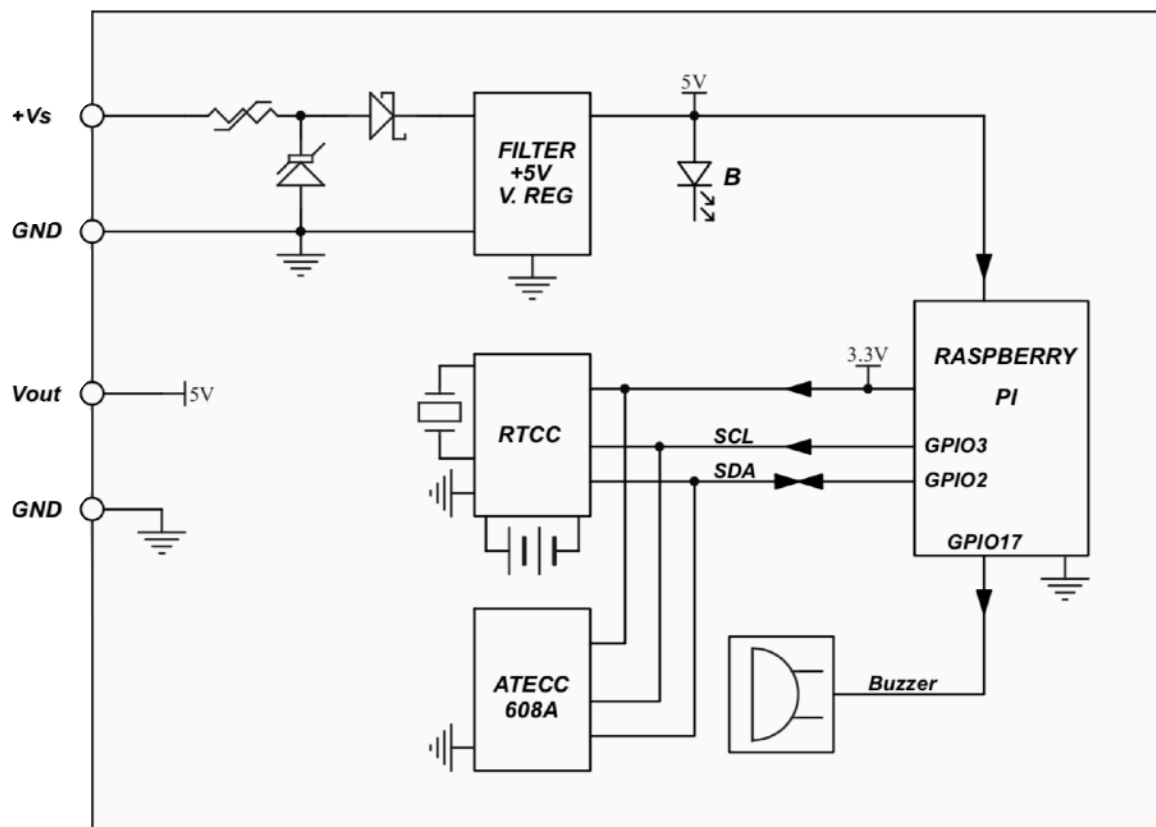 +Vs
5V
FILTER
+5V
V. REG
B
GND
3.3V
RASPBERRY
PI
Vout
5V
RTCC
SCL
GPIO3
SDA
GPIO2
GND
GPIO17
ATECC
608A
Buzzer